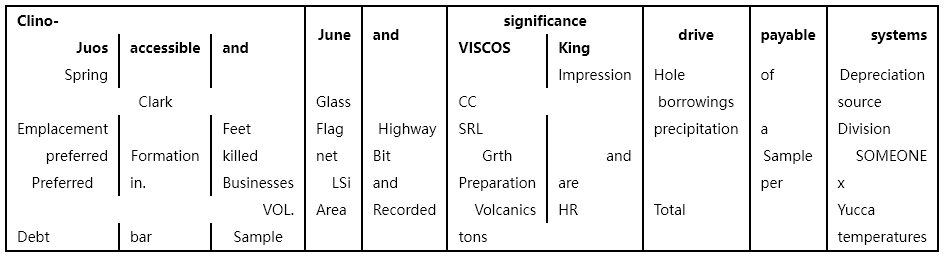 Clino- June and significance drive payable systems
Juos accessible and VISCOS King
Spring Impression Hole of Depreciation
Clark Glass CC borrowings source
Emplacement Feet Flag Highway SRL precipitation a Division
preferred Formation killed net Bit Grth and Sample SOMEONE
Preferred in. Businesses LSi and Preparation are per x
VOL. Area Recorded Volcanics HR Total Yucca
Debt bar Sample tons temperatures